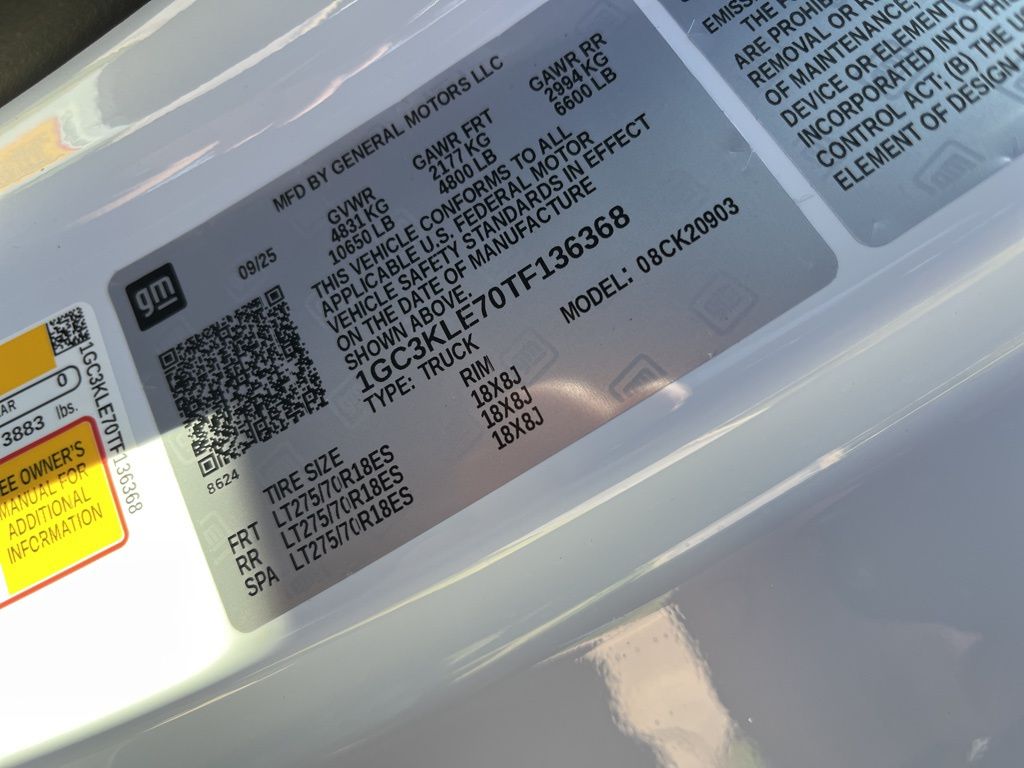 gm
09/25
MFD BY GENERAL MOTORS LLC
GVWR
4831 KG
10650 LB
GAWR FRT
2177 KG
4800 LB
GAWR RR
2994 KG
6600 LB
THIS VEHICLE CONFORMS TO ALL
APPLICABLE U.S. FEDERAL MOTOR
VEHICLE SAFETY STANDARDS IN EFFECT
ON THE DATE OF MANUFACTURE
SHOWN ABOVE.
1GC3KLE70TF136368
TYPE: TRUCK
MODEL: 08CK20903
8624
TIRE SIZE RIM
FRT LT275/70R18ES 18X8J
RR LT275/70R18ES 18X8J
SPA LT275/70R18ES 18X8J
1GC3KLE70TF136368
AR 0
3883 lbs.
EE OWNER'S
MANUAL FOR
ADDITIONAL
INFORMATION
EMISS
THE F
ARE PROHIB
REMOVAL OR R
OF MAINTENANCE,
DEVICE OR ELEMENT
INCORPORATED INTO
CONTROL ACT; (B) THE U
ELEMENT OF DESIGN